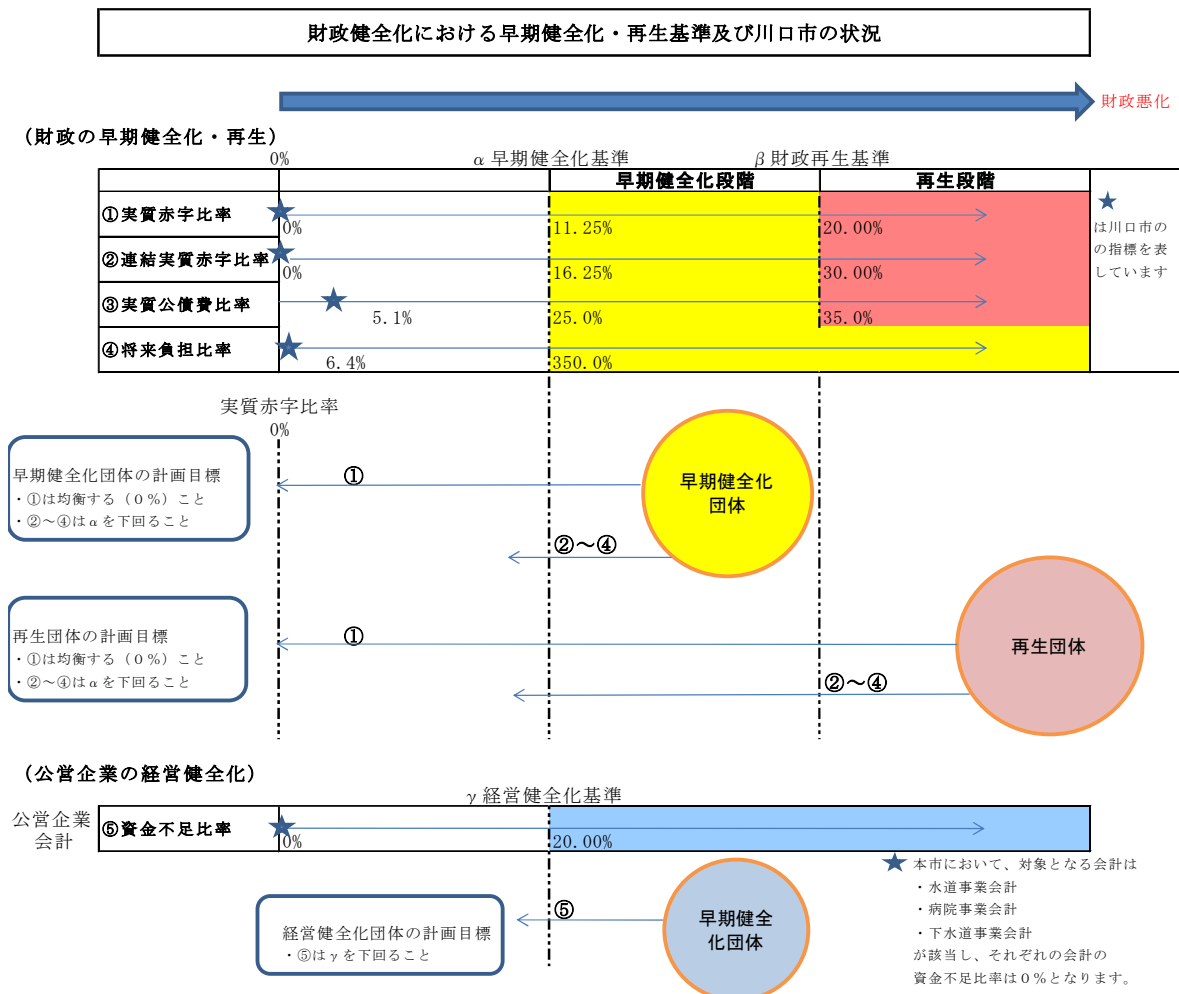 財政健全化における早期健全化・再生基準及び川口市の状況
財政悪化
(財政の早期健全化・再生)
0%
α早期健全化基準
β財政再生基準
早期健全化段階
再生段階
①実質赤字比率
0%
11.25%
20.00%
②連結実質赤字比率
0%
16.25%
30.00%
③実質公債費比率
5.1%
25.0%
35.0%
④将来負担比率
6.4%
350.0%
★
は川口市の
の指標を表
しています
実質赤字比率
0%
早期健全化団体の計画目標
・①は均衡する(0%)こと
・②～④はαを下回ること
①
②～④
早期健全化
団体
再生団体の計画目標
・①は均衡する(0%)こと
・②～④はαを下回ること
①
②～④
再生団体
(公営企業の経営健全化)
γ経営健全化基準
公営企業
会計
⑤資金不足比率
0%
20.00%
経営健全化団体の計画目標
・⑤はγを下回ること
⑤
早期健全
化団体
★ 本市において、対象となる会計は
・水道事業会計
・病院事業会計
・下水道事業会計
が該当し、それぞれの会計の
資金不足比率は0%となります。